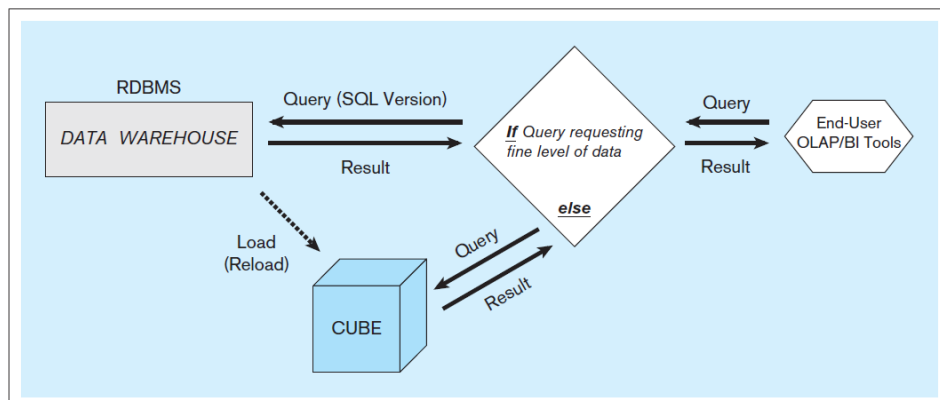 RDBMS
DATA WAREHOUSE
Query (SQL Version)
Result
If Query requesting
fine level of data
else
Query
Result
End-User
OLAP/BI Tools
Load
(Reload)
Query
Result
CUBE